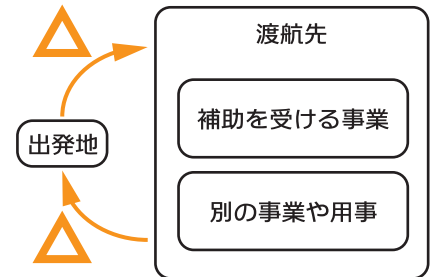 渡航先
補助を受ける事業
出発地
別の事業や用事